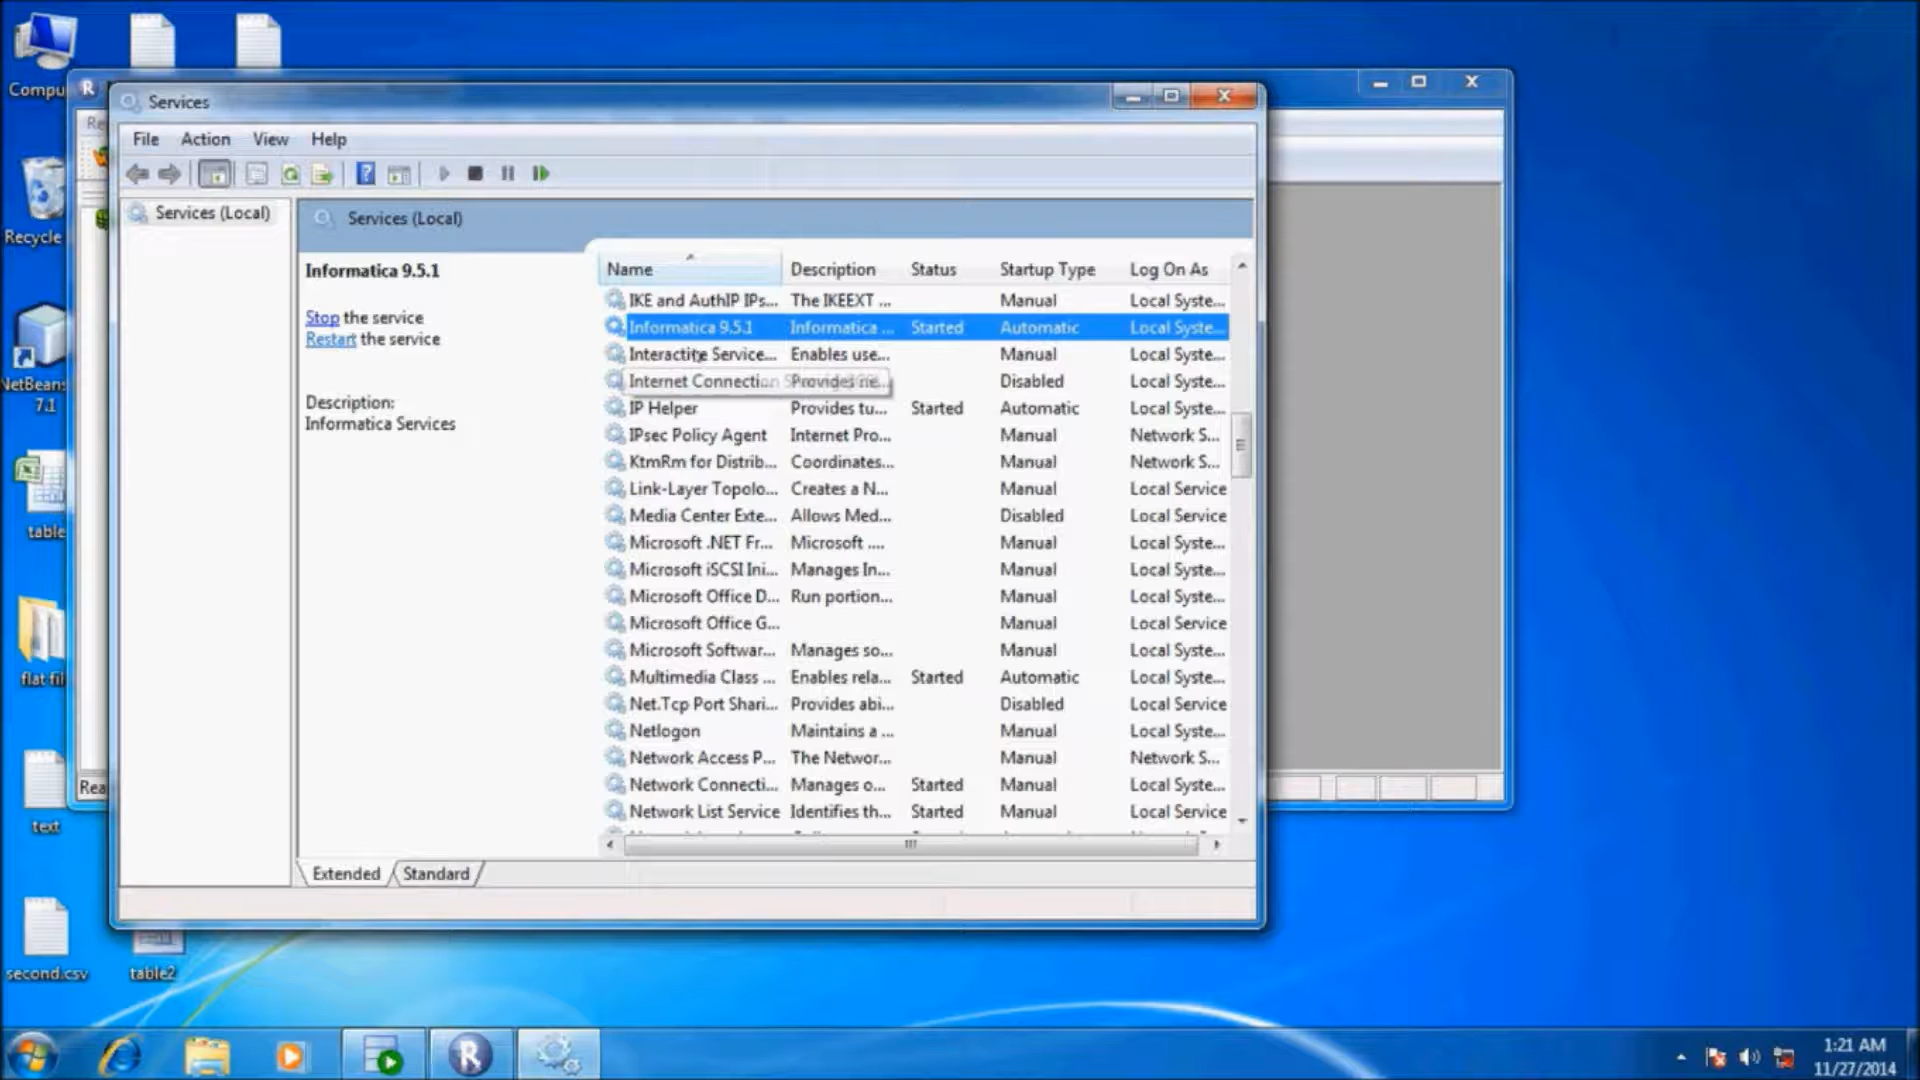 Compu
Recycle
NetBeans
7.1
table
flat fil
text
second.csv
table2
Re
Rea
Services
File Action View Help
Services (Local)
Services (Local)
Informatica 9.5.1
Stop the service
Restart the service
Description:
Informatica Services
Name Description Status Startup Type Log On As
IKE and AuthIP IPs... The IKEEXT ... Manual Local Syste...
Informatica 9.5.1 Informatica ... Started Automatic Local Syste...
Interactive Service... Enables use... Manual Local Syste...
Internet Connection Provides ne... Disabled Local Syste...
IP Helper Provides tu... Started Automatic Local Syste...
IPsec Policy Agent Internet Pro... Manual Network S...
KtmRm for Distrib... Coordinates... Manual Network S...
Link-Layer Topolo... Creates a N... Manual Local Service
Media Center Exte... Allows Med... Disabled Local Service
Microsoft .NET Fr... Microsoft .... Manual Local Syste...
Microsoft iSCSI Ini... Manages In... Manual Local Syste...
Microsoft Office D... Run portion... Manual Local Syste...
Microsoft Office G... Manual Local Service
Microsoft Softwar... Manages so... Manual Local Syste...
Multimedia Class ... Enables rela... Started Automatic Local Syste...
Net.Tcp Port Shari... Provides abi... Disabled Local Service
Netlogon Maintains a ... Manual Local Syste...
Network Access P... The Networ... Manual Network S...
Network Connecti... Manages o... Started Manual Local Syste...
Network List Service Identifies th... Started Manual Local Service
Extended Standard
1:21 AM
11/27/2014